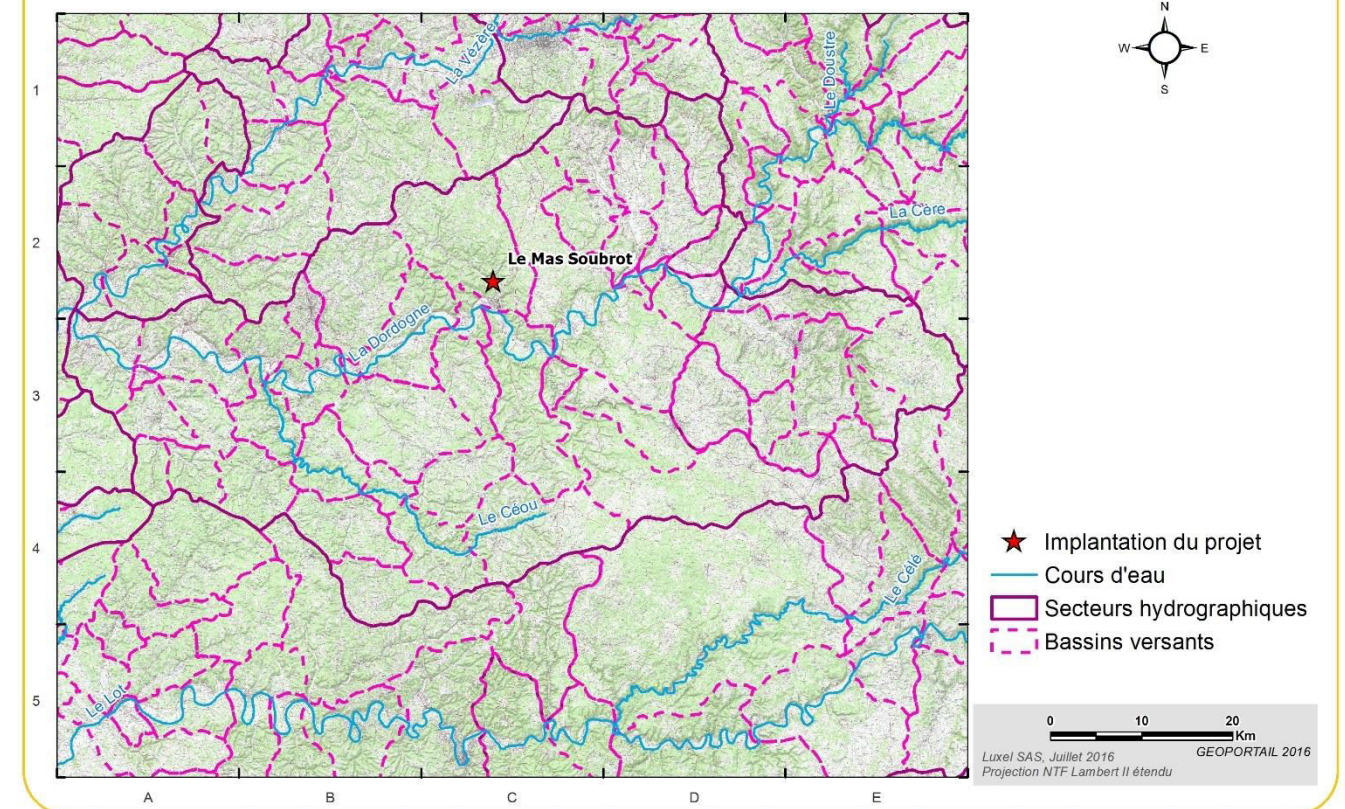 N
W
E
S
1
2
3
4
5
A
B
C
D
E
La Vézère
Le Doustre
La Cère
Le Mas Soubrot
La Dordogne
Le Céou
Le Célé
Le Lot
Implantation du projet
Cours d'eau
Secteurs hydrographiques
Bassins versants
0
10
20
Km
GEOPORTAIL 2016
Luxel SAS, Juillet 2016
Projection NTF Lambert II étendu